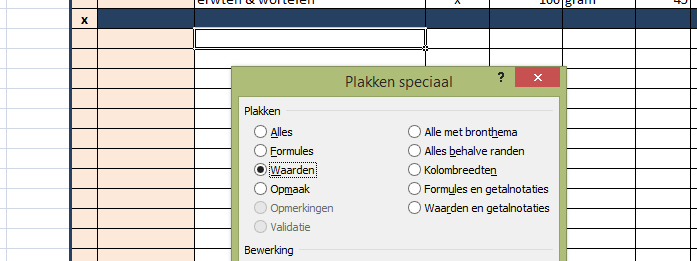 erwten & wortelen x 100 gram 45
x
Plakken speciaal ?
Plakken
Alles Alle met bronthema
Formules Alles behalve randen
Waarden Kolombreedten
Opmaak Formules en getalnotaties
Opmerkingen Waarden en getalnotaties
Validatie
Bewerking